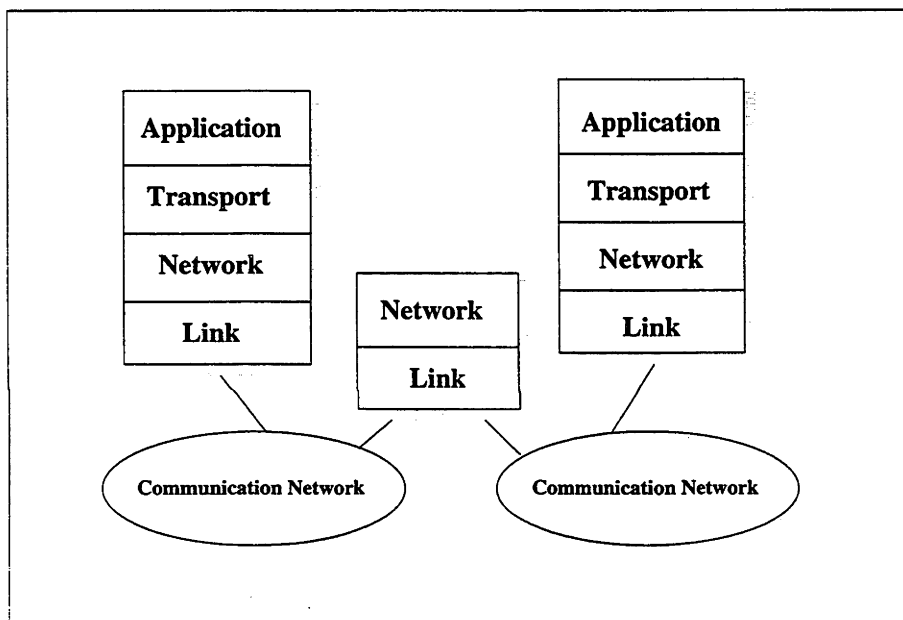 Application
Transport
Network
Link
Network
Link
Application
Transport
Network
Link
Communication Network
Communication Network